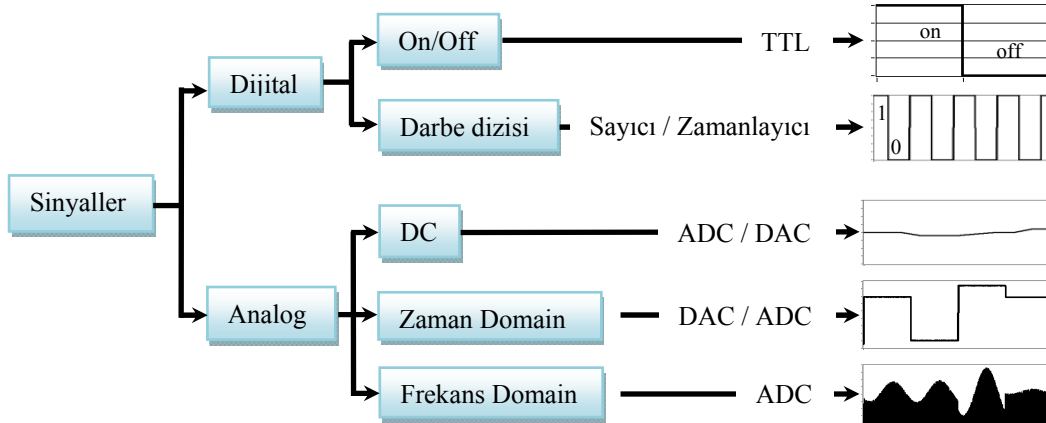 Sinyaller
Dijital
On/Off
TTL
on
off
Darbe dizisi
Sayıcı / Zamanlayıcı
1
0
Analog
DC
ADC / DAC
Zaman Domain
DAC / ADC
Frekans Domain
ADC